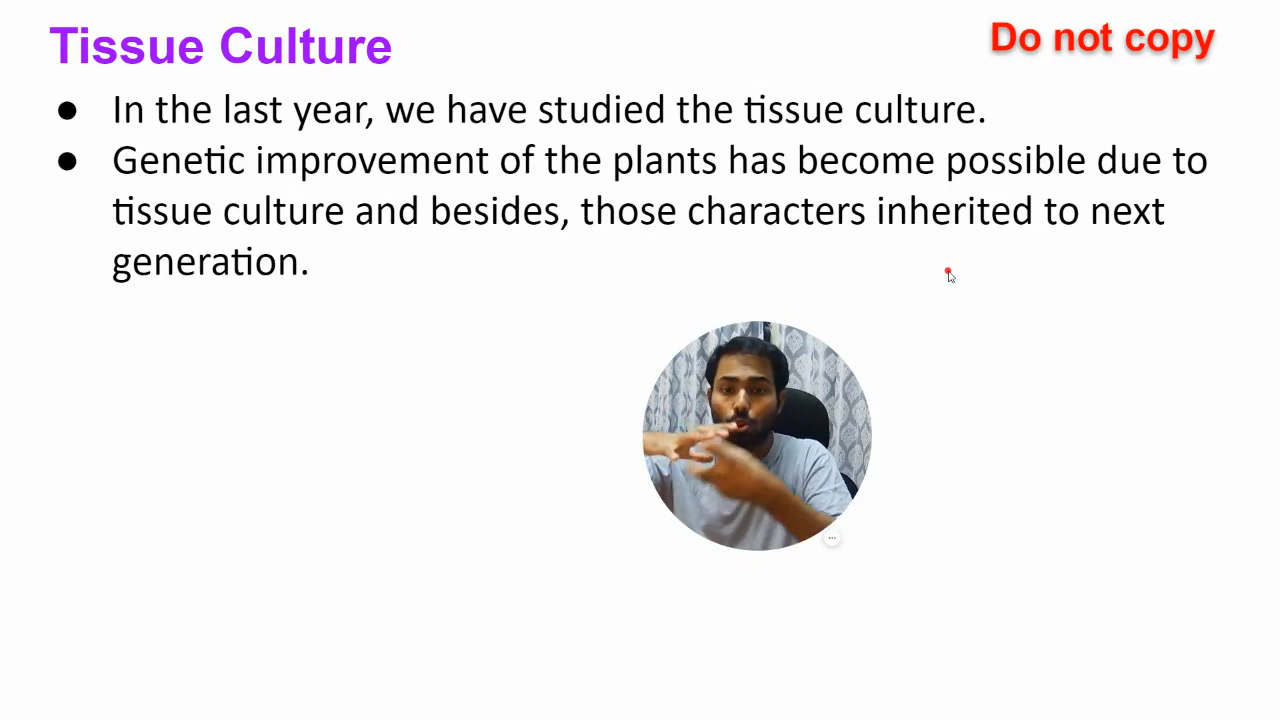 Tissue Culture
Do not copy
● In the last year, we have studied the tissue culture.
● Genetic improvement of the plants has become possible due to
tissue culture and besides, those characters inherited to next
generation.